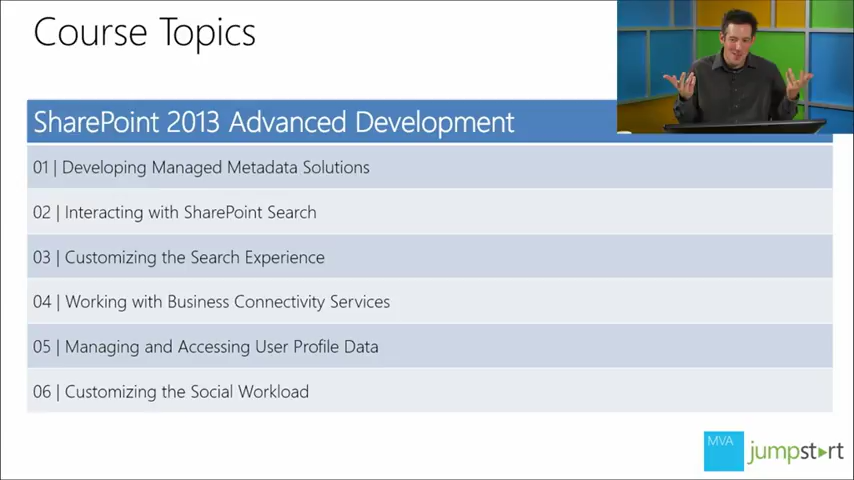 Course Topics
SharePoint 2013 Advanced Development
01 | Developing Managed Metadata Solutions
02 | Interacting with SharePoint Search
03 | Customizing the Search Experience
04 | Working with Business Connectivity Services
05 | Managing and Accessing User Profile Data
06 | Customizing the Social Workload
MVA
jumpstart